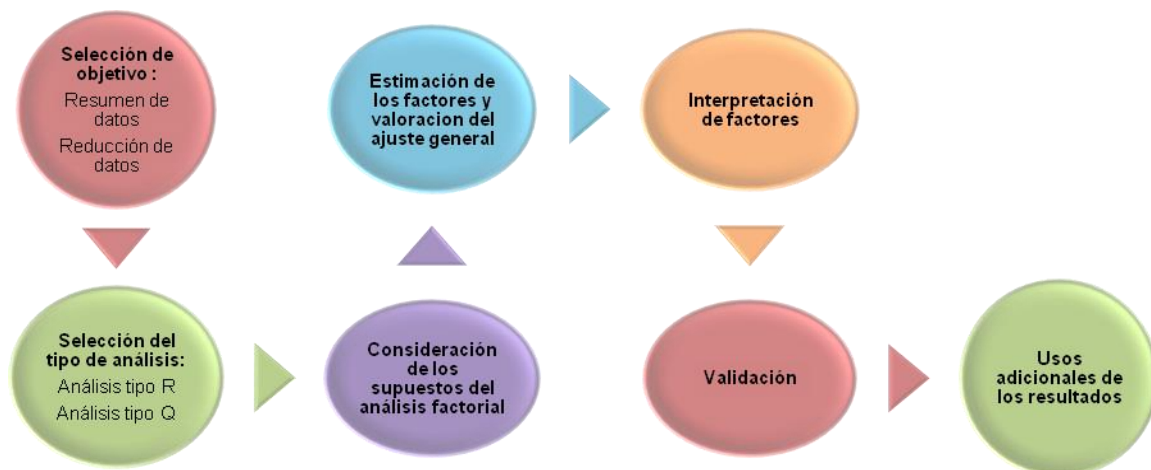 Selección de
objetivo :
Resumen de
datos
Reducción de
datos
Selección del
tipo de análisis:
Análisis tipo R
Análisis tipo Q
Consideración
de los
supuestos del
análisis factorial
Estimación de
los factores y
valoracion del
ajuste general
Interpretación
de factores
Validación
Usos
adicionales de
los resultados